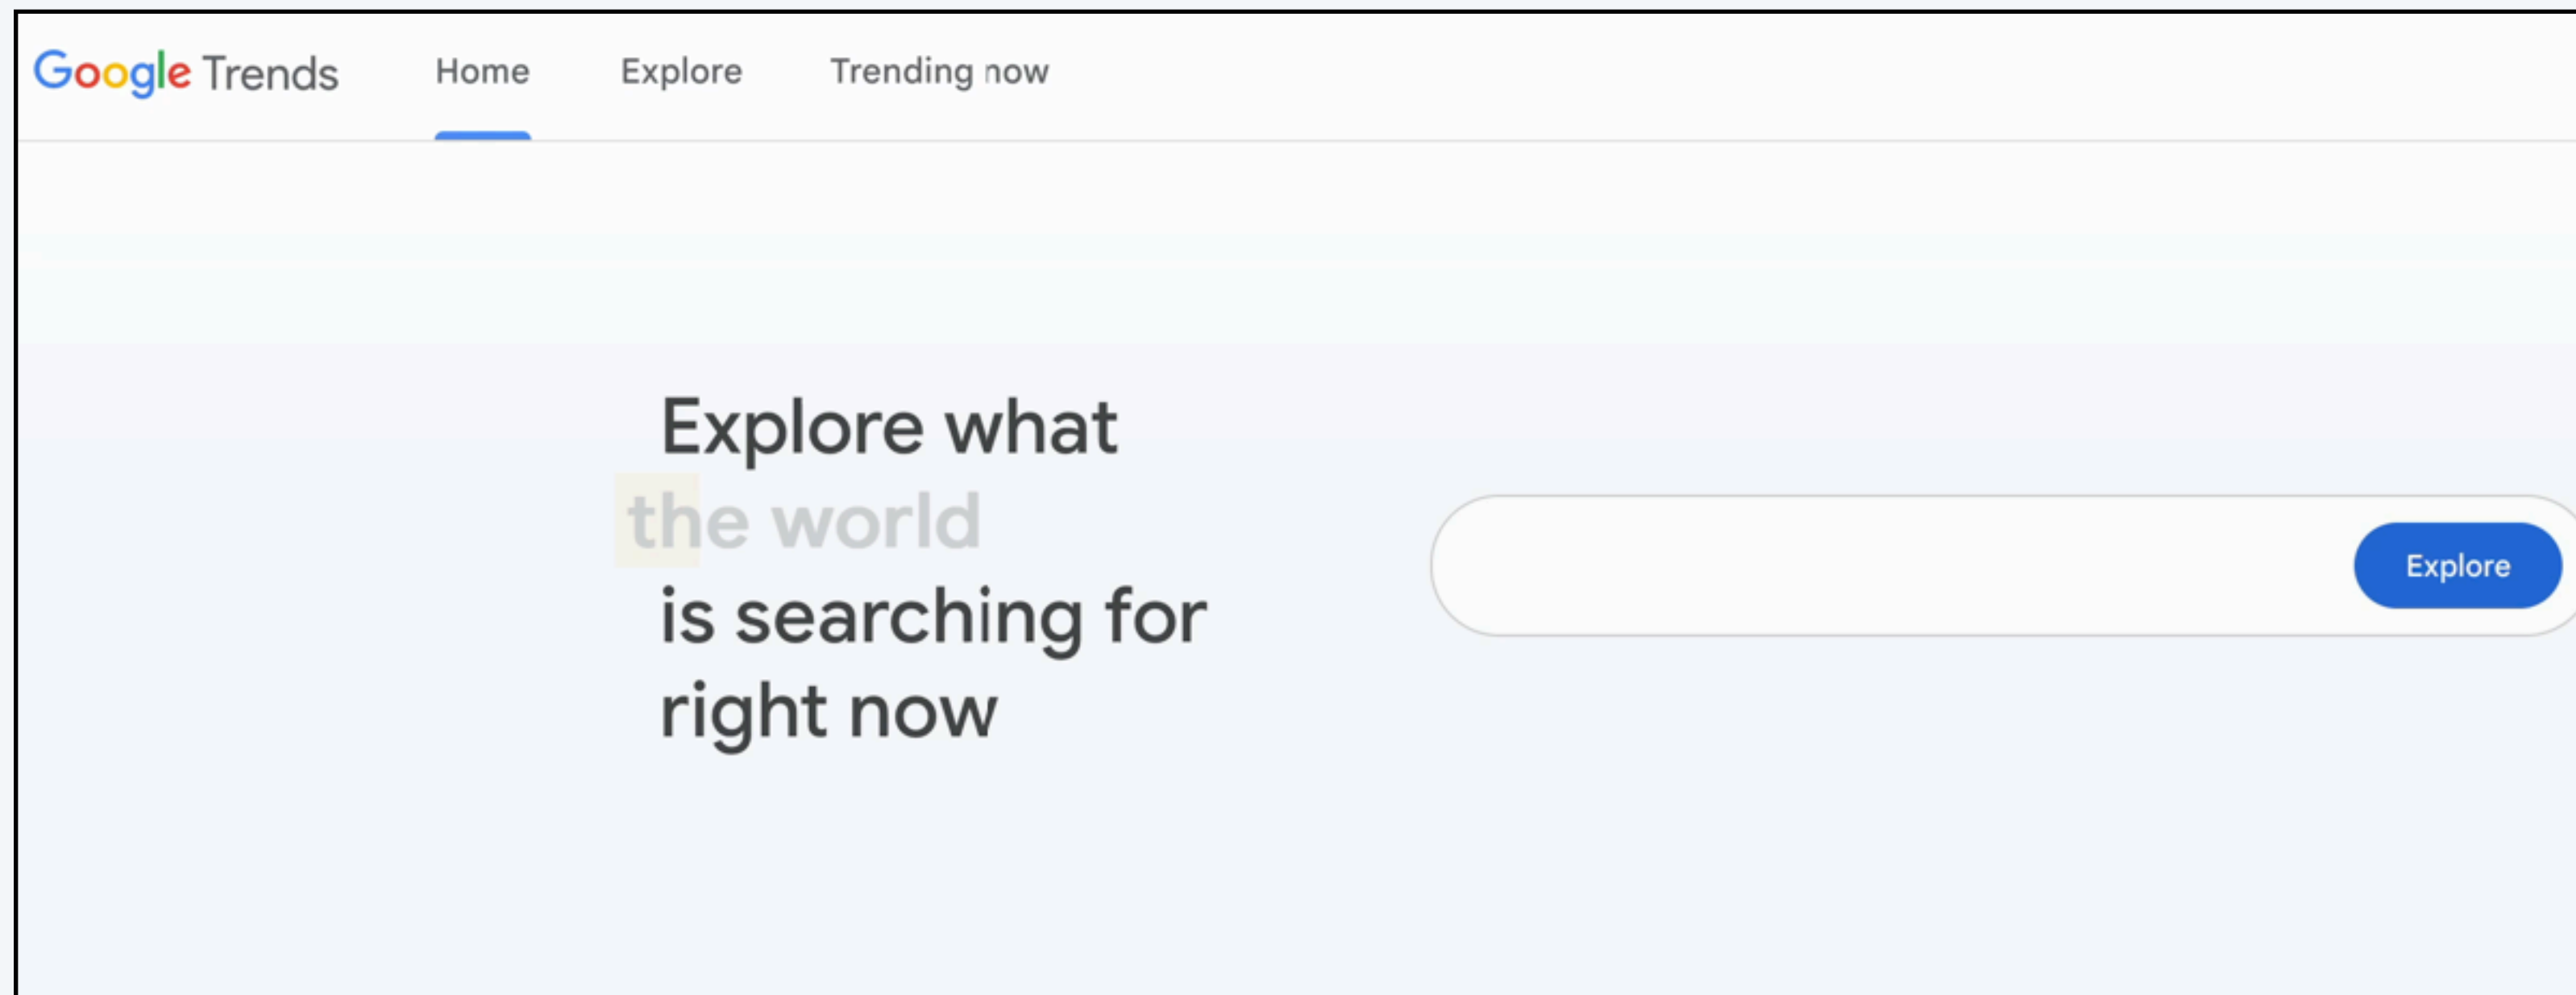 Google Trends Home Explore Trending now
Explore what
the world
is searching for
right now
Explore